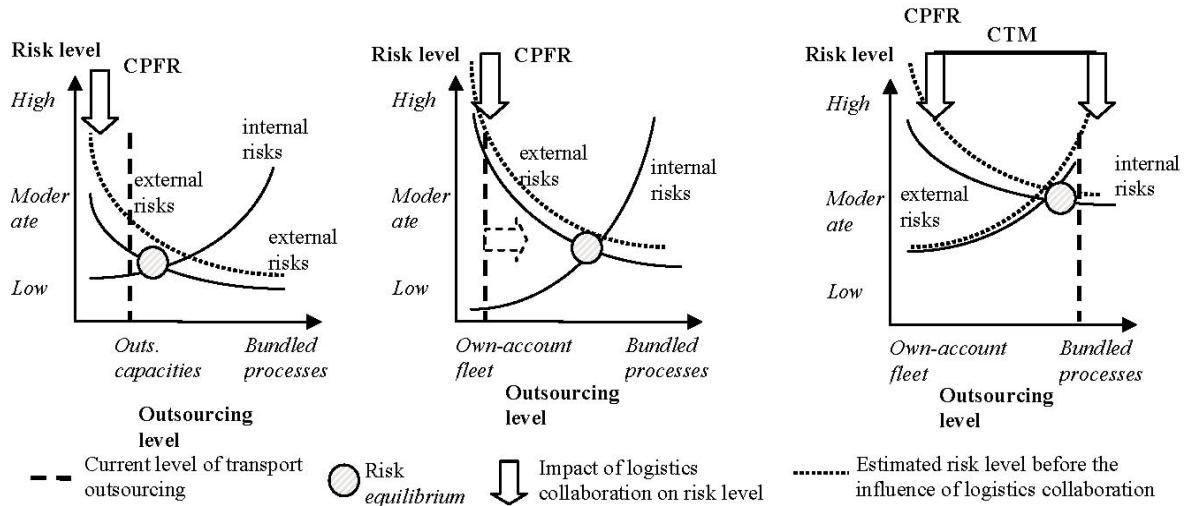 Risk level
CPFR
High
Moder
ate
Low
internal
risks
external
risks
external
risks
Outs.
capacities
Bundled
processes
Outsourcing
level
Risk level
CPFR
High
Moder
ate
Low
external
risks
internal
risks
Own-account
fleet
Bundled
processes
Outsourcing
level
CPFR
CTM
Risk level
High
Moder
ate
Low
external
risks
internal
risks
Own-account
fleet
Bundled
processes
Outsourcing
level
Current level of transport
outsourcing
Risk
equilibrium
Impact of logistics
collaboration on risk level
Estimated risk level before the
influence of logistics collaboration